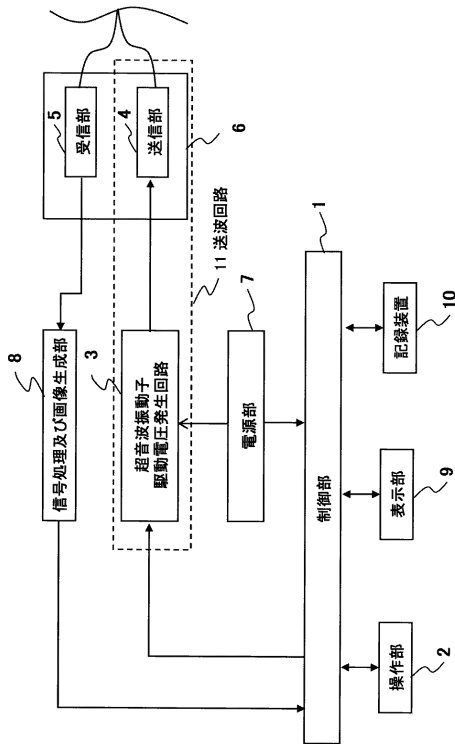 8
信号処理及び画像生成部
5
受信部
3
超音波振動子
駆動電圧発生回路
4
送信部
6
11 送波回路
7
電源部
1
制御部
操作部
2
表示部
9
記録装置
10